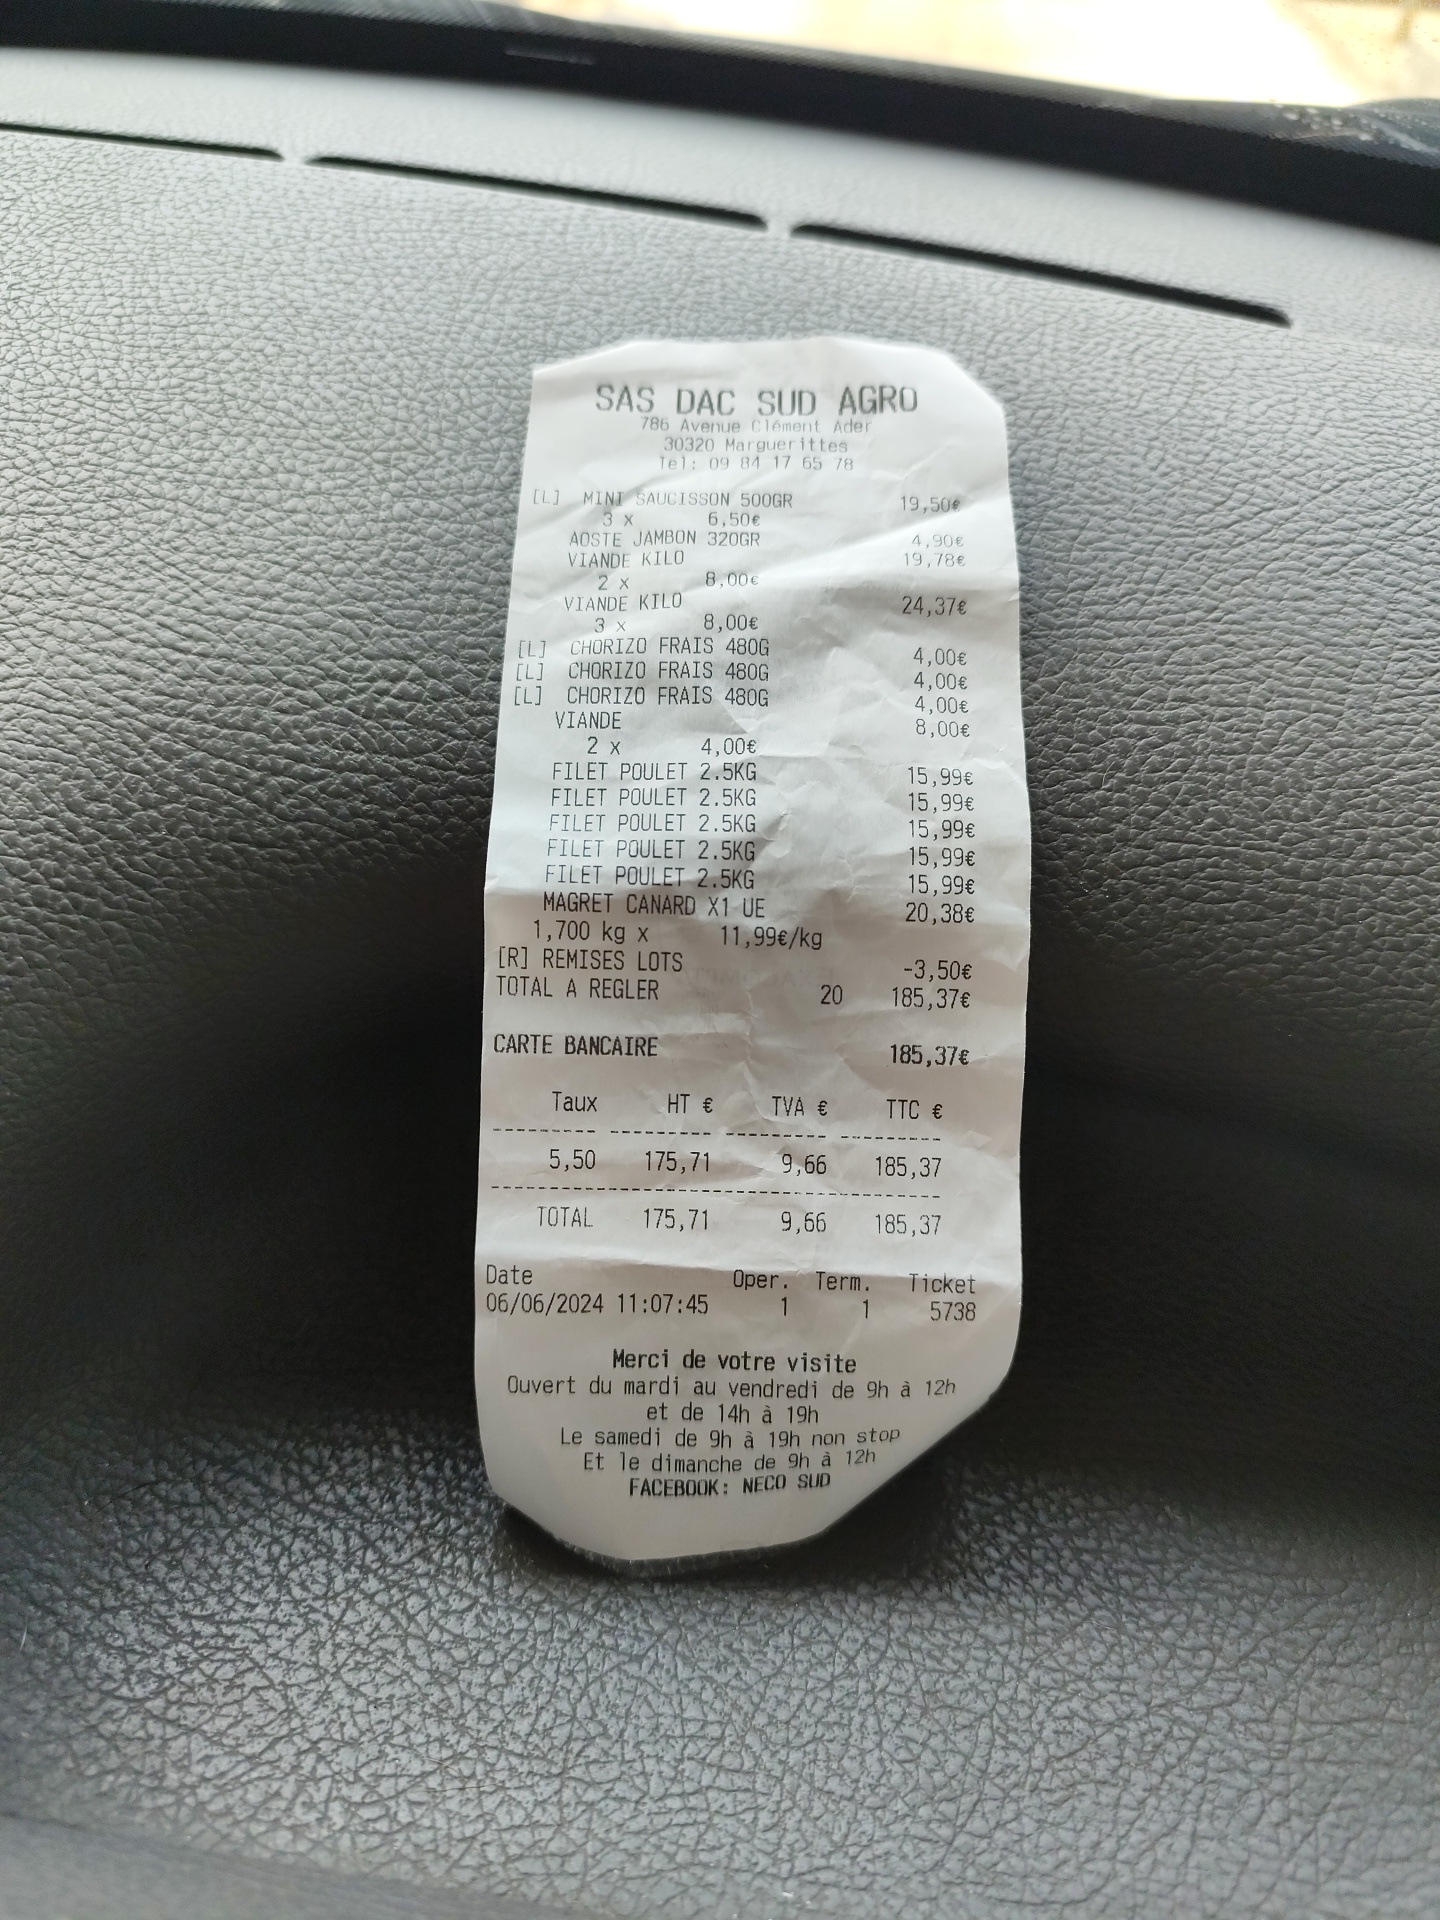 SAS DAC SUD AGRO
786 Avenue Clément Ader
30320 Marguerittes
Tel: 09 84 17 65 78
[L] MINI SAUCISSON 500GR 19,50€
3 x 6,50€
AOSTE JAMBON 320GR 4,90€
VIANDE KILO 19,78€
2 x 8,00€
VIANDE KILO 24,37€
3 x 8,00€
[L] CHORIZO FRAIS 480G 4,00€
[L] CHORIZO FRAIS 480G 4,00€
[L] CHORIZO FRAIS 480G 4,00€
VIANDE 8,00€
2 x 4,00€
FILET POULET 2.5KG 15,99€
FILET POULET 2.5KG 15,99€
FILET POULET 2.5KG 15,99€
FILET POULET 2.5KG 15,99€
FILET POULET 2.5KG 15,99€
MAGRET CANARD X1 UE 20,38€
1,700 kg x 11,99€/kg
[R] REMISES LOTS -3,50€
TOTAL A REGLER 20 185,37€
CARTE BANCAIRE 185,37€
Taux HT € TVA € TTC €
5,50 175,71 9,66 185,37
TOTAL 175,71 9,66 185,37
Date Oper. Term. Ticket
06/06/2024 11:07:45 1 1 5738
Merci de votre visite
Ouvert du mardi au vendredi de 9h à 12h
et de 14h à 19h
Le samedi de 9h à 19h non stop
Et le dimanche de 9h à 12h
FACEBOOK: NECO SUD